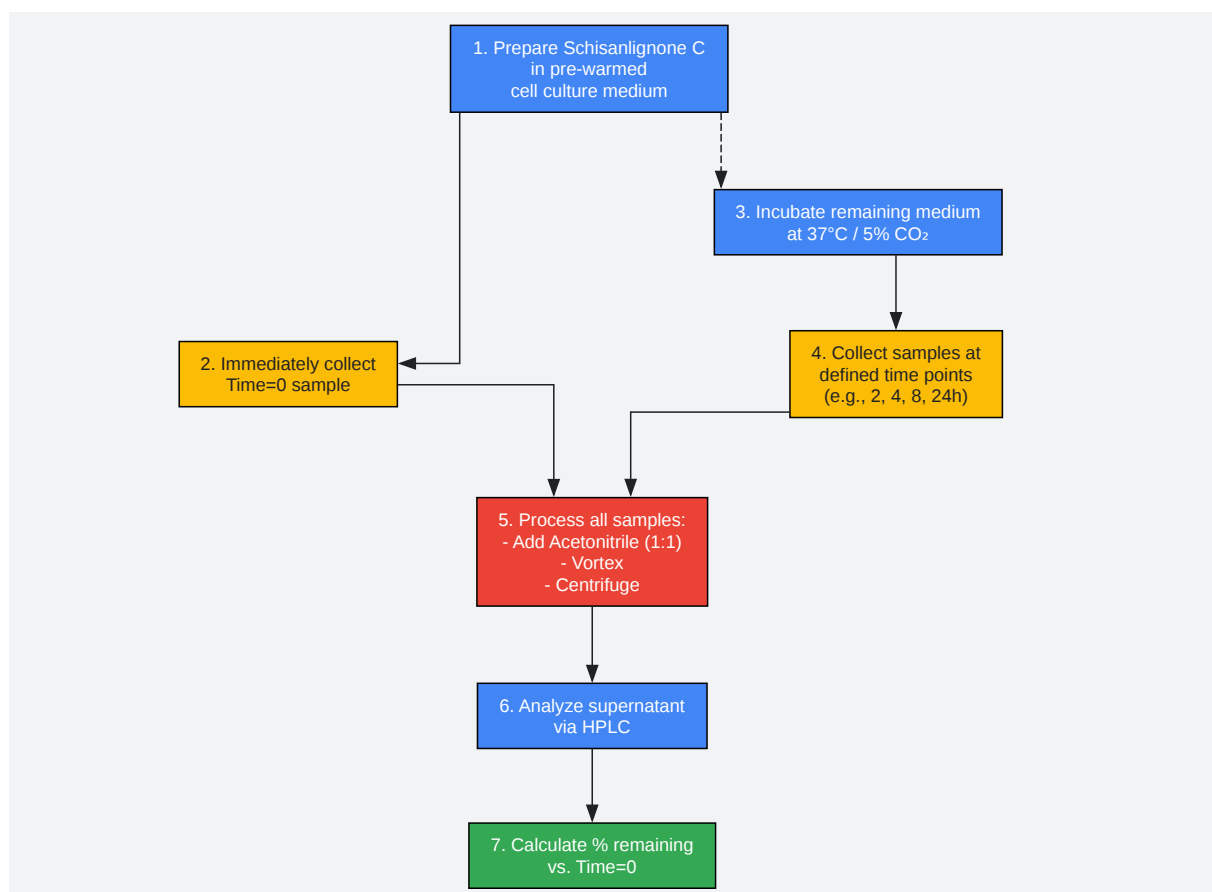 1. Prepare Schisanlignone C
in pre-warmed
cell culture medium
2. Immediately collect
Time=0 sample
3. Incubate remaining medium
at 37°C / 5% CO₂
4. Collect samples at
defined time points
(e.g., 2, 4, 8, 24h)
5. Process all samples:
- Add Acetonitrile (1:1)
- Vortex
- Centrifuge
6. Analyze supernatant
via HPLC
7. Calculate % remaining
vs. Time=0